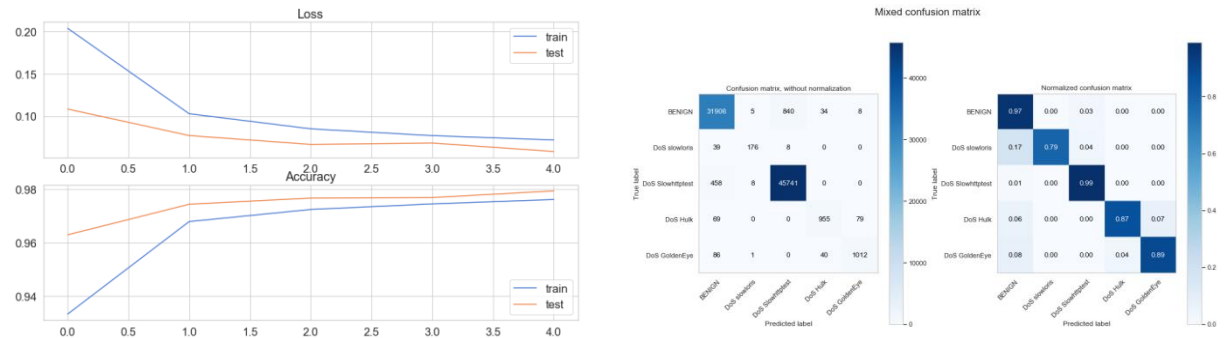 Loss
0.20
0.15
0.10
train
test
0.0 0.5 1.0 1.5 2.0 2.5 3.0 3.5 4.0
Accuracy
0.98
0.96
0.94
train
test
0.0 0.5 1.0 1.5 2.0 2.5 3.0 3.5 4.0
Mixed confusion matrix
Confusion matrix, without normalization
True label
BENIGN 31906 5 840 34 8
DoS slowloris 39 176 8 0 0
DoS Slowhttptest 458 8 45741 0 0
DoS Hulk 69 0 0 955 79
DoS GoldenEye 86 1 0 40 1012
BENIGN DoS slowloris DoS Slowhttptest DoS Hulk DoS GoldenEye
Predicted label
40000
30000
20000
10000
0
Normalized confusion matrix
True label
BENIGN 0.97 0.00 0.03 0.00 0.00
DoS slowloris 0.17 0.79 0.04 0.00 0.00
DoS Slowhttptest 0.01 0.00 0.99 0.00 0.00
DoS Hulk 0.06 0.00 0.00 0.87 0.07
DoS GoldenEye 0.08 0.00 0.00 0.04 0.89
BENIGN DoS slowloris DoS Slowhttptest DoS Hulk DoS GoldenEye
Predicted label
0.8
0.6
0.4
0.2
0.0